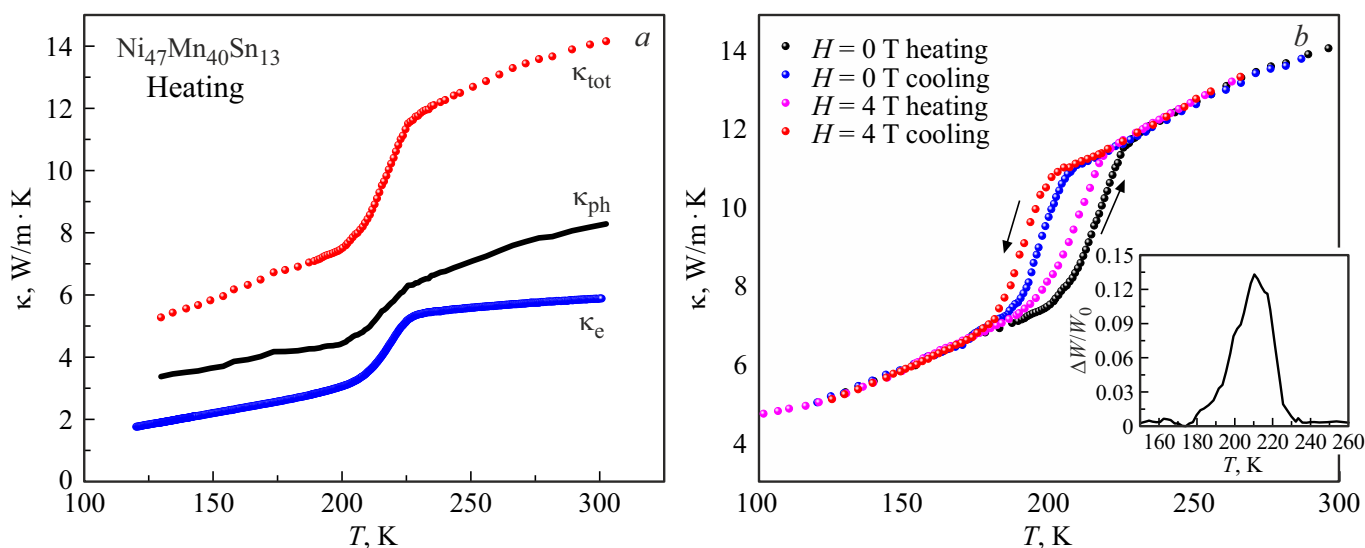 a
Ni47Mn40Sn13
Heating
κtot
κph
κe
κ, W/m · K
14
12
10
8
6
4
2
0
100
150
200
250
300
T, K
b
H = 0 T heating
H = 0 T cooling
H = 4 T heating
H = 4 T cooling
κ, W/m · K
14
12
10
8
6
4
100
150
200
250
300
T, K
ΔW/W0
0.15
0.12
0.09
0.06
0.03
0
160 180 200 220 240 260
T, K